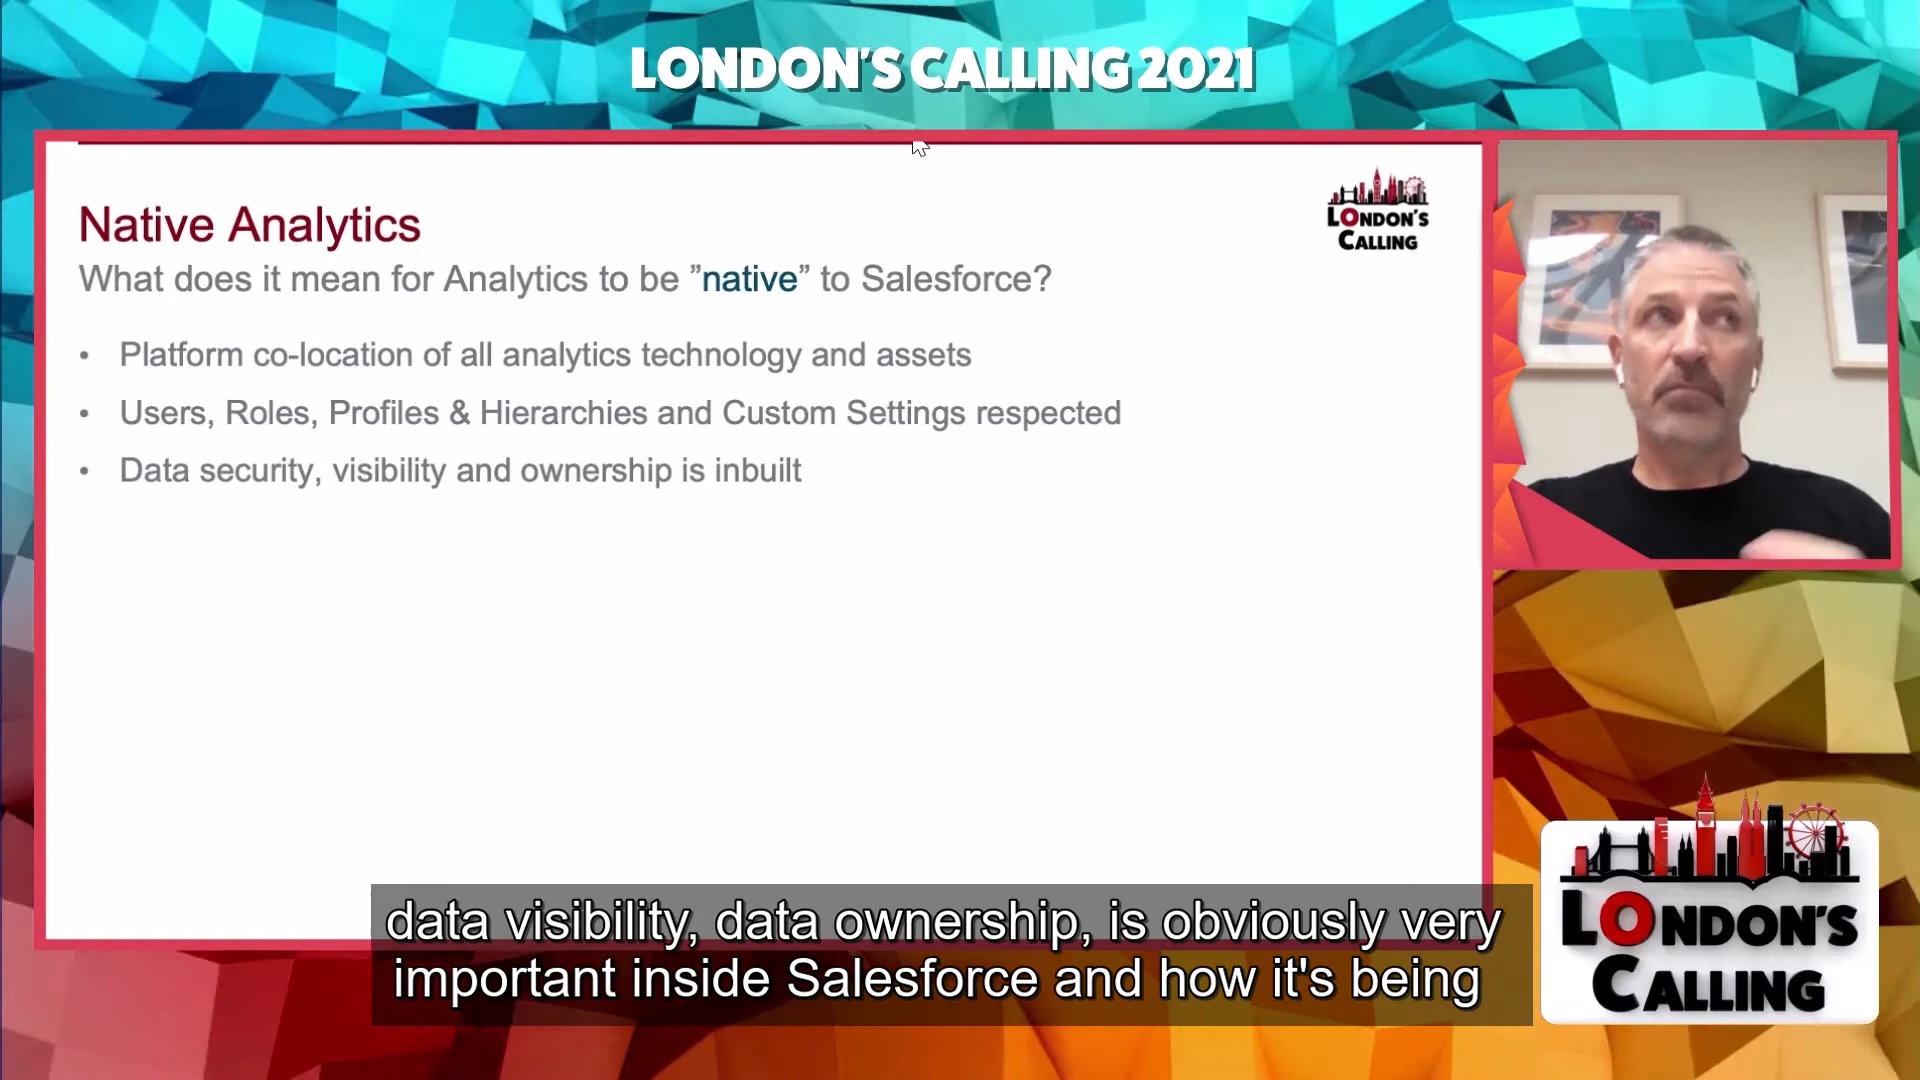 LONDON'S CALLING 2021
LONDON'S
CALLING
Native Analytics
What does it mean for Analytics to be ”native” to Salesforce?
• Platform co-location of all analytics technology and assets
• Users, Roles, Profiles & Hierarchies and Custom Settings respected
• Data security, visibility and ownership is inbuilt
data visibility, data ownership, is obviously very
important inside Salesforce and how it's being
LONDON'S
CALLING